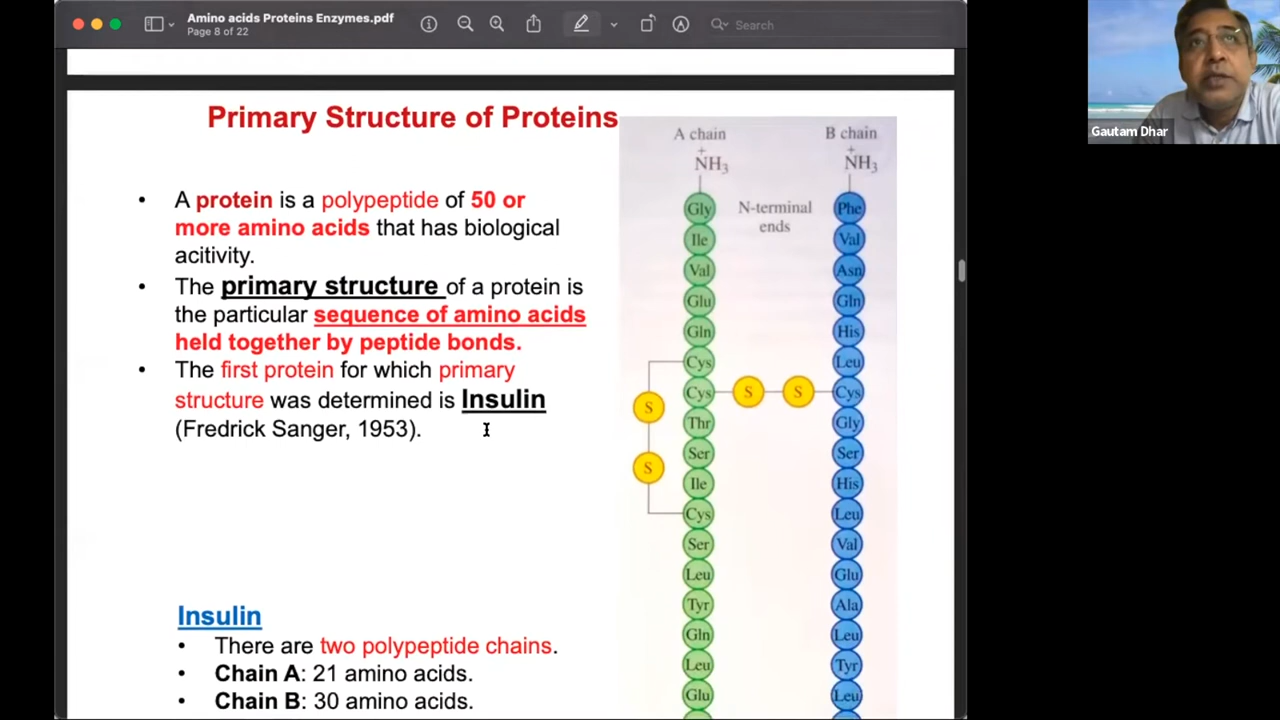 Amino acids Proteins Enzymes.pdf
Page 8 of 22
Search
Gautam Dhar
Primary Structure of Proteins
• A protein is a polypeptide of 50 or
more amino acids that has biological
acitivity.
• The primary structure of a protein is
the particular sequence of amino acids
held together by peptide bonds.
• The first protein for which primary
structure was determined is Insulin
(Fredrick Sanger, 1953).
Insulin
• There are two polypeptide chains.
• Chain A: 21 amino acids.
• Chain B: 30 amino acids.
A chain
+
NH3
Gly
Ile
Val
Glu
Gln
Cys
Cys
Thr
Ser
Ile
Cys
Ser
Leu
Tyr
Gln
Leu
Glu
S
S
N-terminal
ends
S S
B chain
+
NH3
Phe
Val
Asn
Gln
His
Leu
Cys
Gly
Ser
His
Leu
Val
Glu
Ala
Leu
Tyr
Leu